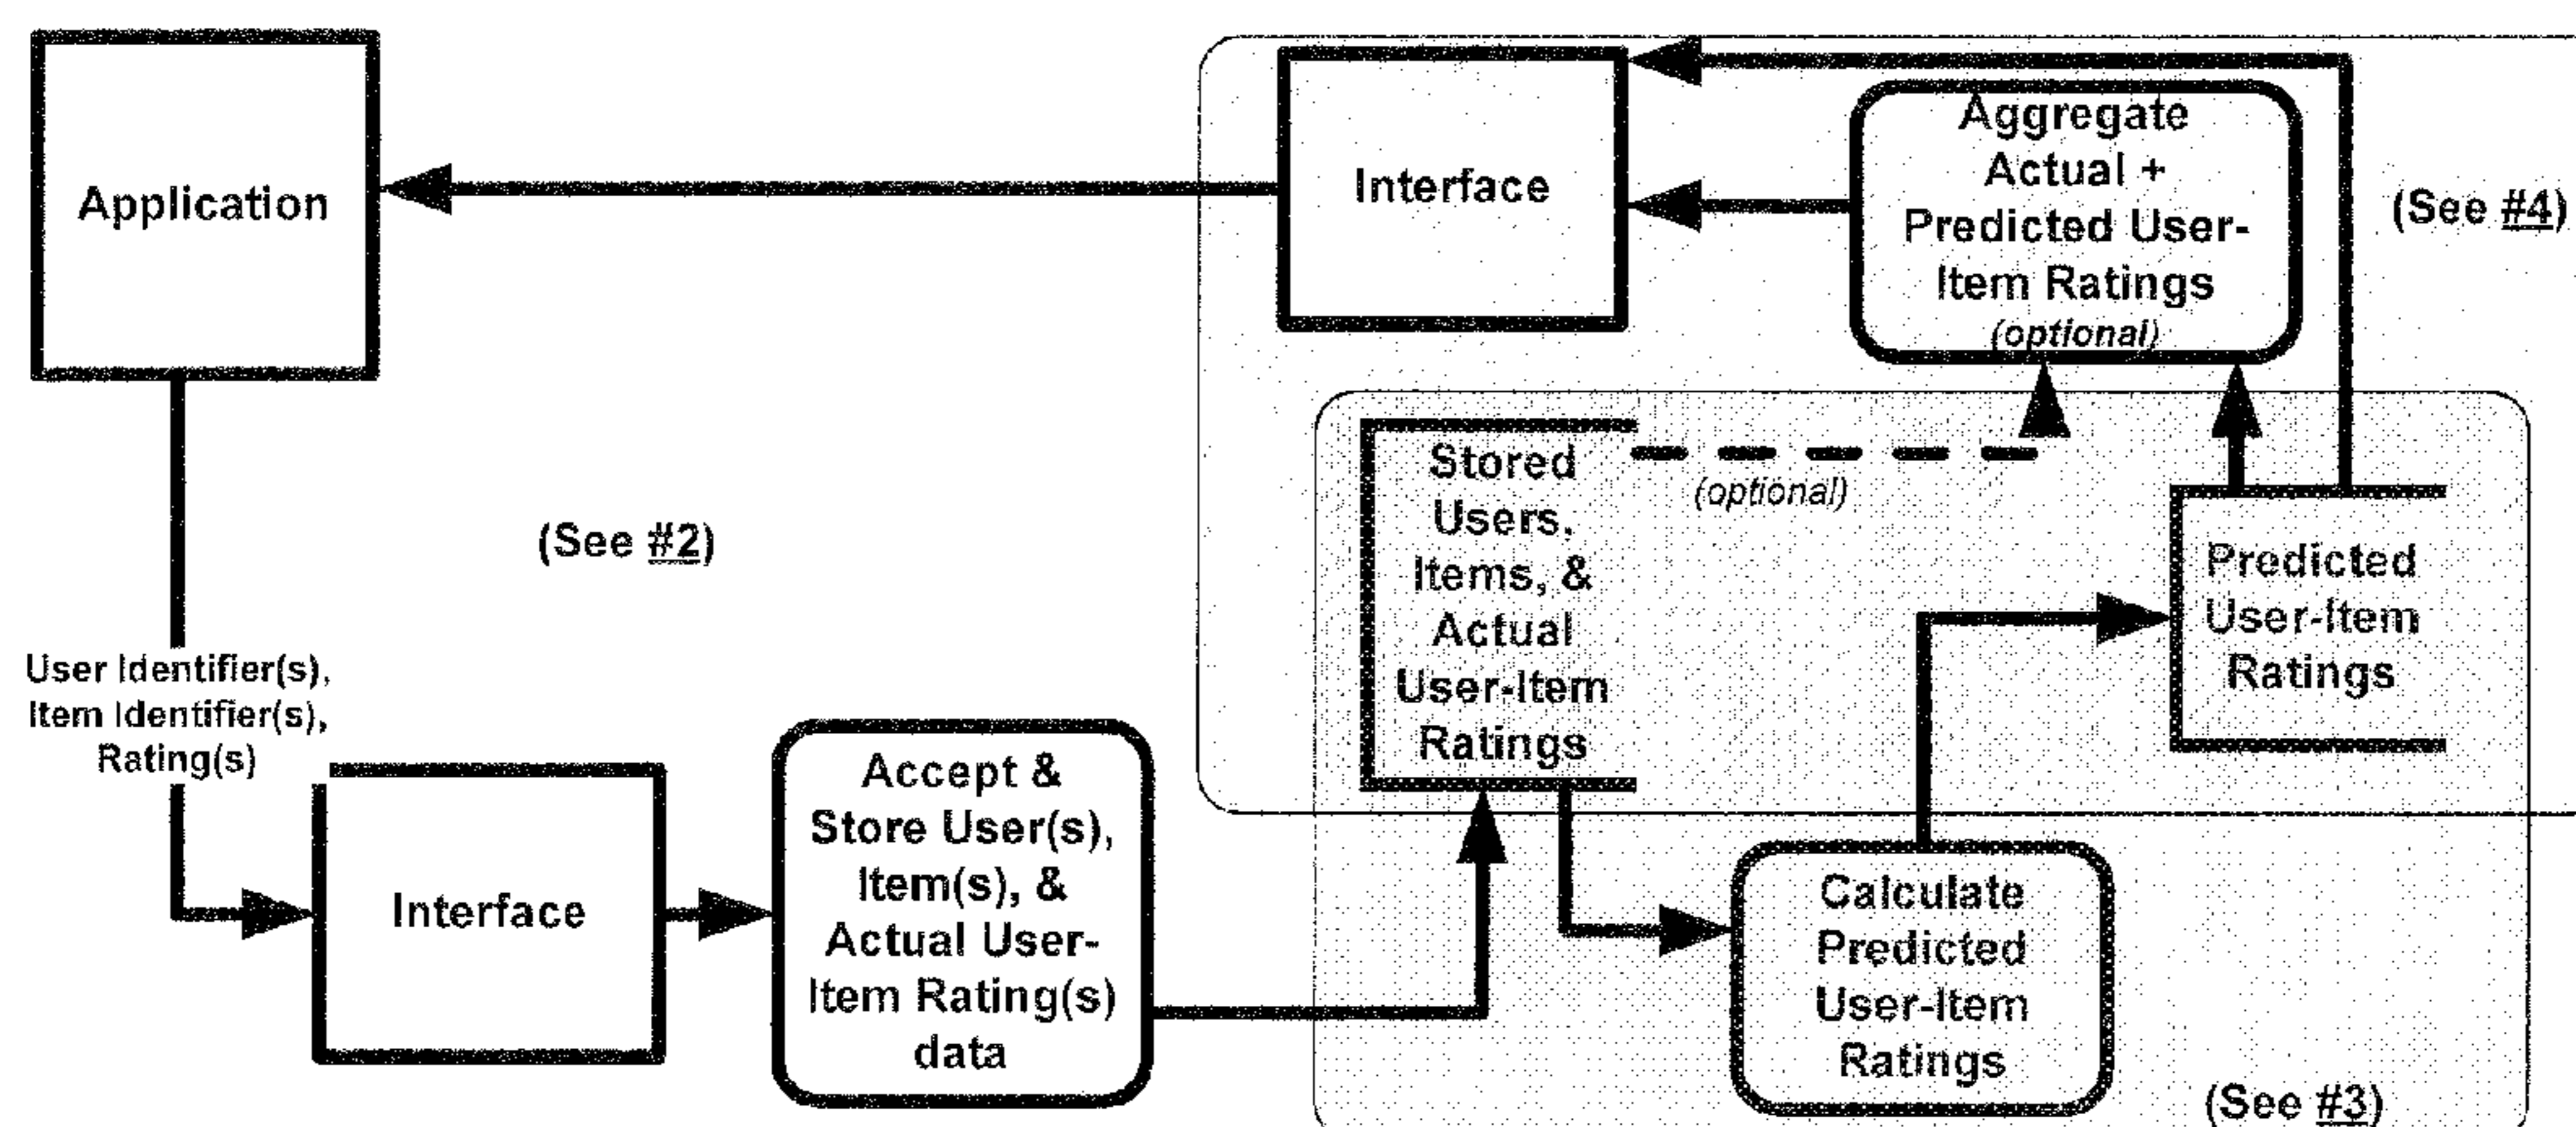 Application
Interface
Aggregate
Actual +
Predicted User-
Item Ratings
(optional)
(See #4)
Stored
Users,
Items, &
Actual
User-Item
Ratings
(optional)
Predicted
User-Item
Ratings
(See #2)
User Identifier(s),
Item Identifier(s),
Rating(s)
Interface
Accept &
Store User(s),
Item(s), &
Actual User-
Item Rating(s)
data
Calculate
Predicted
User-Item
Ratings
(See #3)